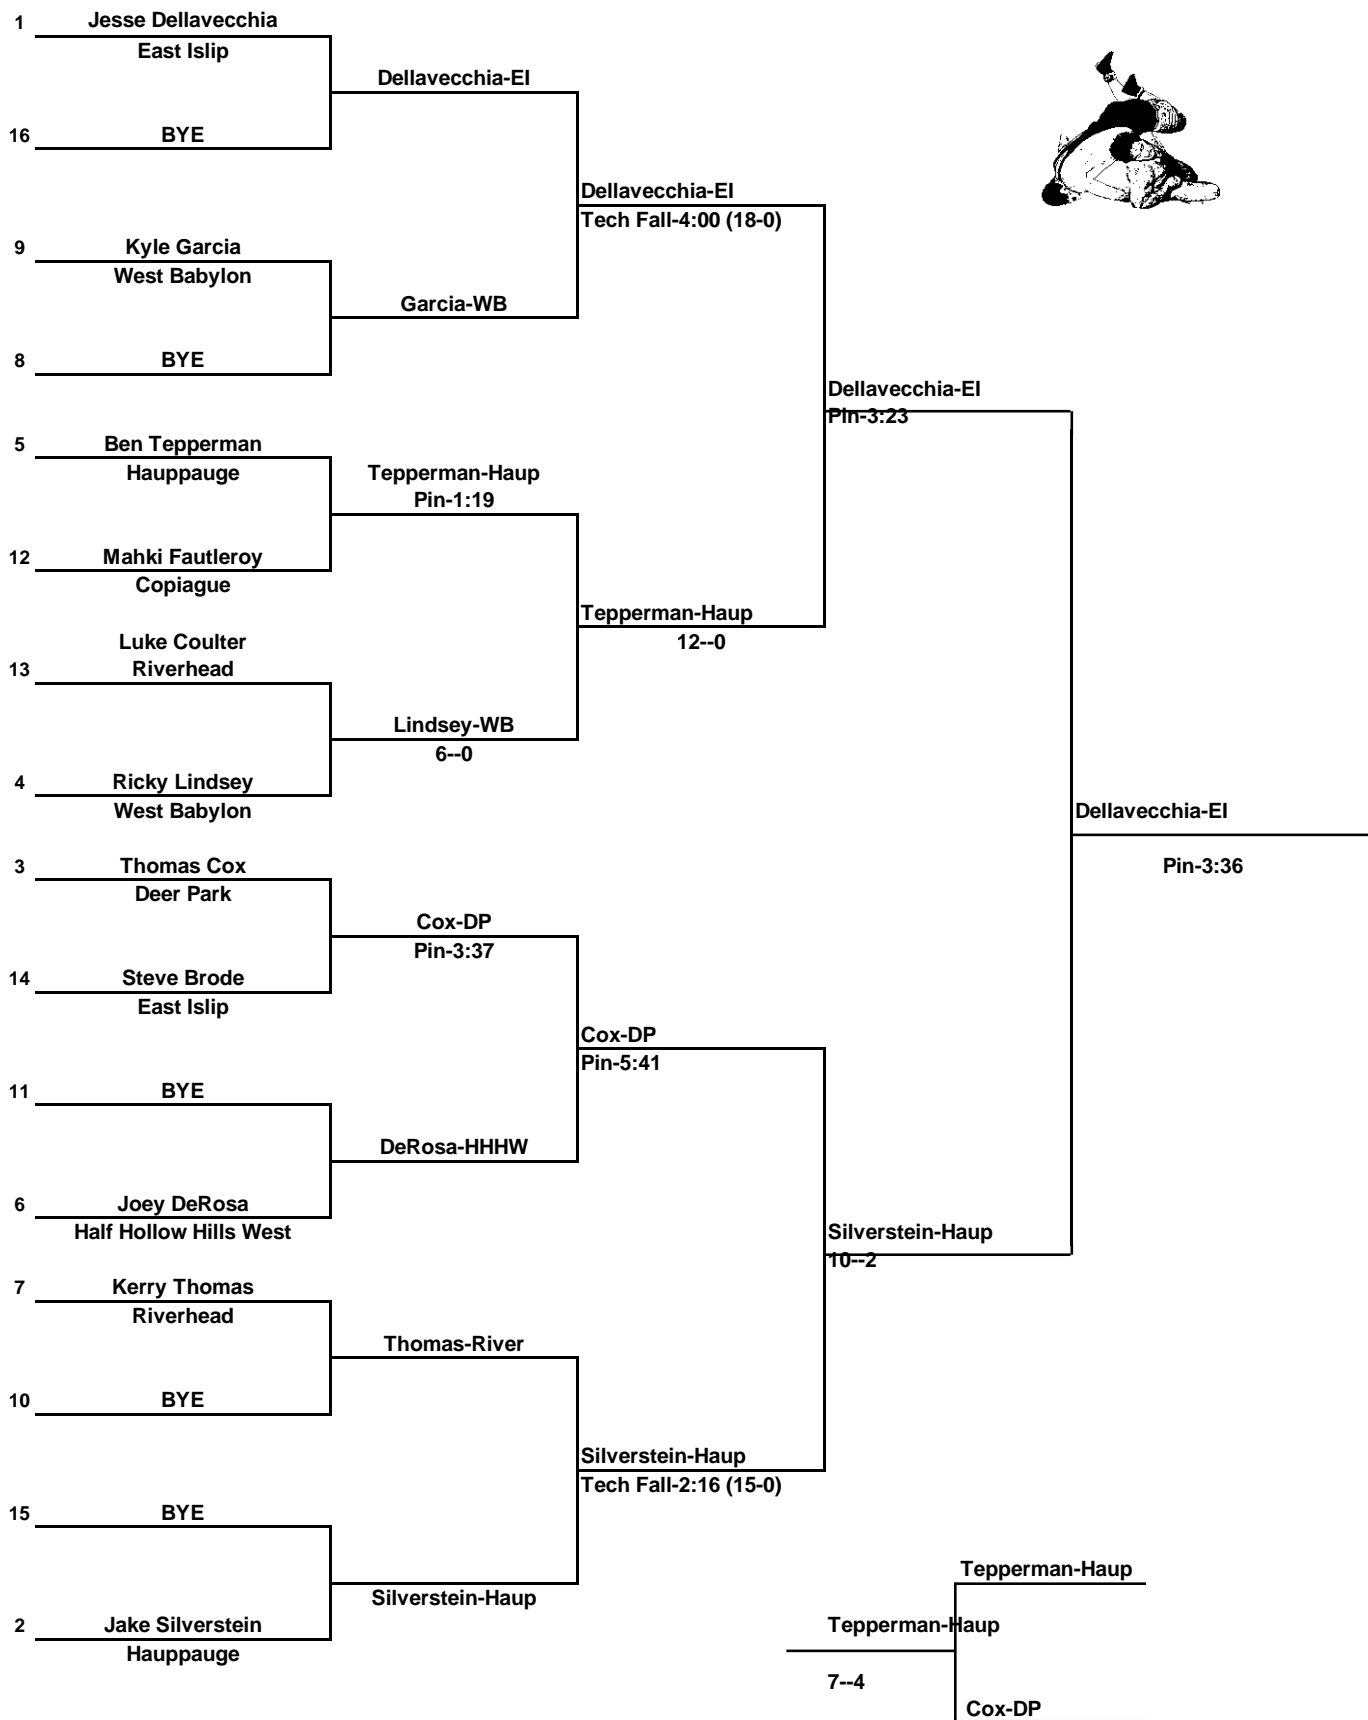 1
Jesse Dellavecchia
East Islip
Dellavecchia-EI
16
BYE
Dellavecchia-EI
Tech Fall-4:00 (18-0)
9
Kyle Garcia
West Babylon
Garcia-WB
8
BYE
Dellavecchia-EI
Pin-3:23
5
Ben Tepperman
Hauppauge
Tepperman-Haup
Pin-1:19
12
Mahki Fautleroy
Copiague
Tepperman-Haup
12--0
Luke Coulter
13
Riverhead
Lindsey-WB
6--0
4
Ricky Lindsey
West Babylon
Dellavecchia-EI
Pin-3:36
3
Thomas Cox
Deer Park
Cox-DP
Pin-3:37
14
Steve Brode
East Islip
Cox-DP
Pin-5:41
11
BYE
DeRosa-HHHW
6
Joey DeRosa
Half Hollow Hills West
Silverstein-Haup
10--2
7
Kerry Thomas
Riverhead
Thomas-River
10
BYE
Silverstein-Haup
Tech Fall-2:16 (15-0)
15
BYE
Silverstein-Haup
2
Jake Silverstein
Hauppauge
Tepperman-Haup
Tepperman-Haup
7--4
Cox-DP